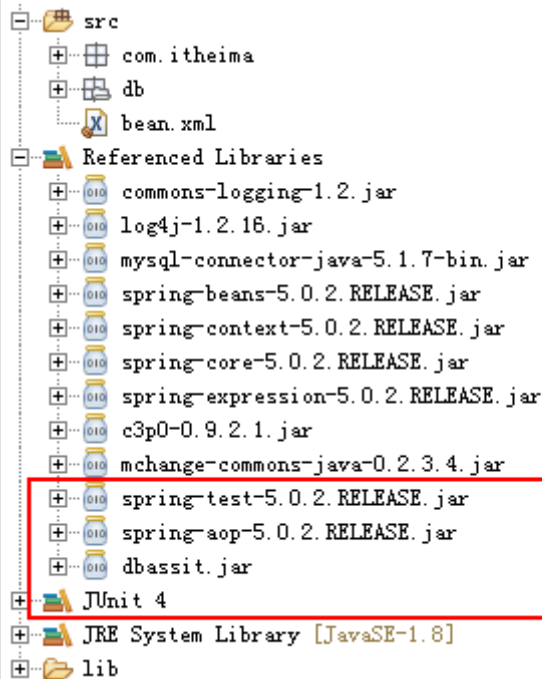 src
com.itheima
db
bean.xml
Referenced Libraries
commons-logging-1.2.jar
log4j-1.2.16.jar
mysql-connector-java-5.1.7-bin.jar
spring-beans-5.0.2.RELEASE.jar
spring-context-5.0.2.RELEASE.jar
spring-core-5.0.2.RELEASE.jar
spring-expression-5.0.2.RELEASE.jar
c3p0-0.9.2.1.jar
mchange-commons-java-0.2.3.4.jar
spring-test-5.0.2.RELEASE.jar
spring-aop-5.0.2.RELEASE.jar
dbassit.jar
JUnit 4
JRE System Library [JavaSE-1.8]
lib